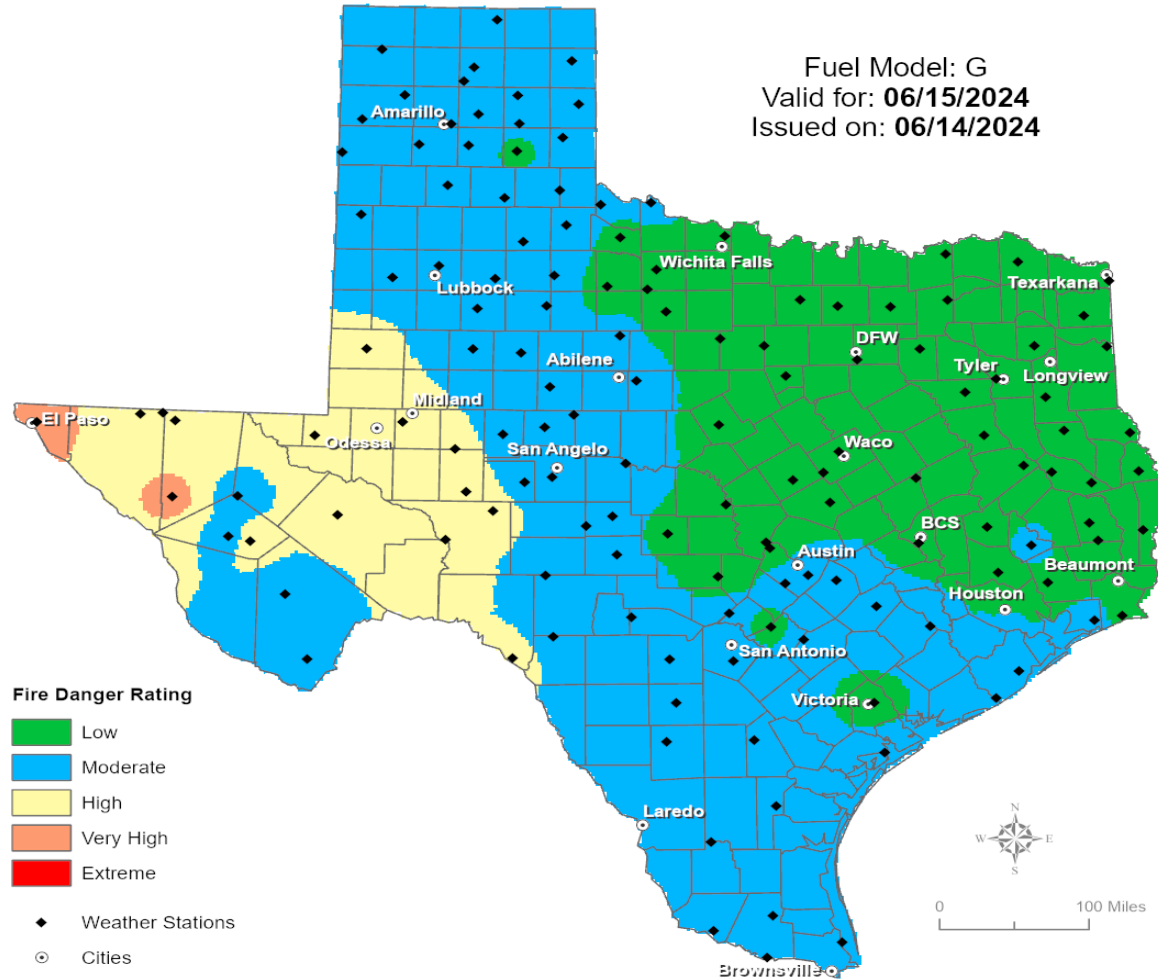 Fuel Model: G
Valid for: 06/15/2024
Issued on: 06/14/2024
Amarillo
Wichita Falls
Texarkana
Lubbock
DFW
Abilene
Tyler
Longview
Midland
El Paso
Odessa
Waco
San Angelo
BCS
Austin
Beaumont
Houston
San Antonio
Victoria
Laredo
Brownsville
Fire Danger Rating
Low
Moderate
High
Very High
Extreme
Weather Stations
Cities
N
W E
S
0 100 Miles